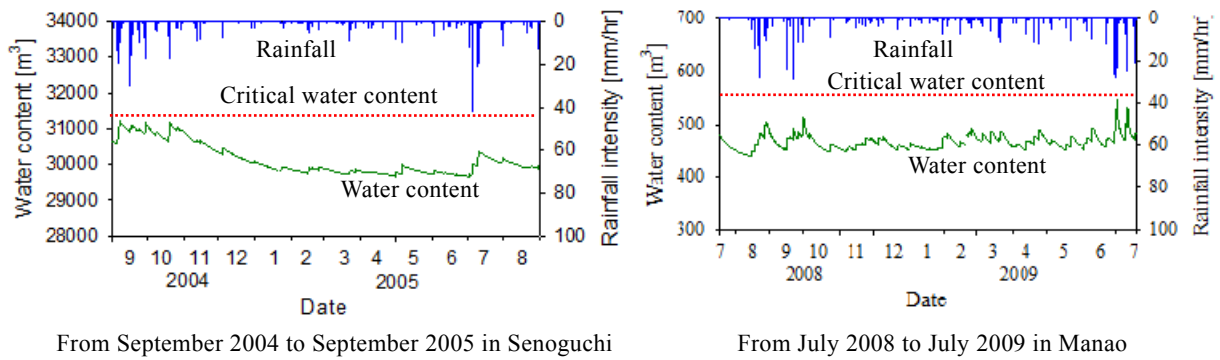 34000
33000
32000
31000
30000
29000
28000
Water content [m³]
Rainfall
Critical water content
Water content
0
20
40
60
80
100
Rainfall intensity [mm/hr]
9 10 11 12 1 2 3 4 5 6 7 8
2004 2005
Date
From September 2004 to September 2005 in Senoguchi
700
600
500
400
300
Water content [m³]
Rainfall
Critical water content
Water content
0
20
40
60
80
100
Rainfall intensity [mm/hr]
7 8 9 10 11 12 1 2 3 4 5 6 7
2008 2009
Date
From July 2008 to July 2009 in Manao